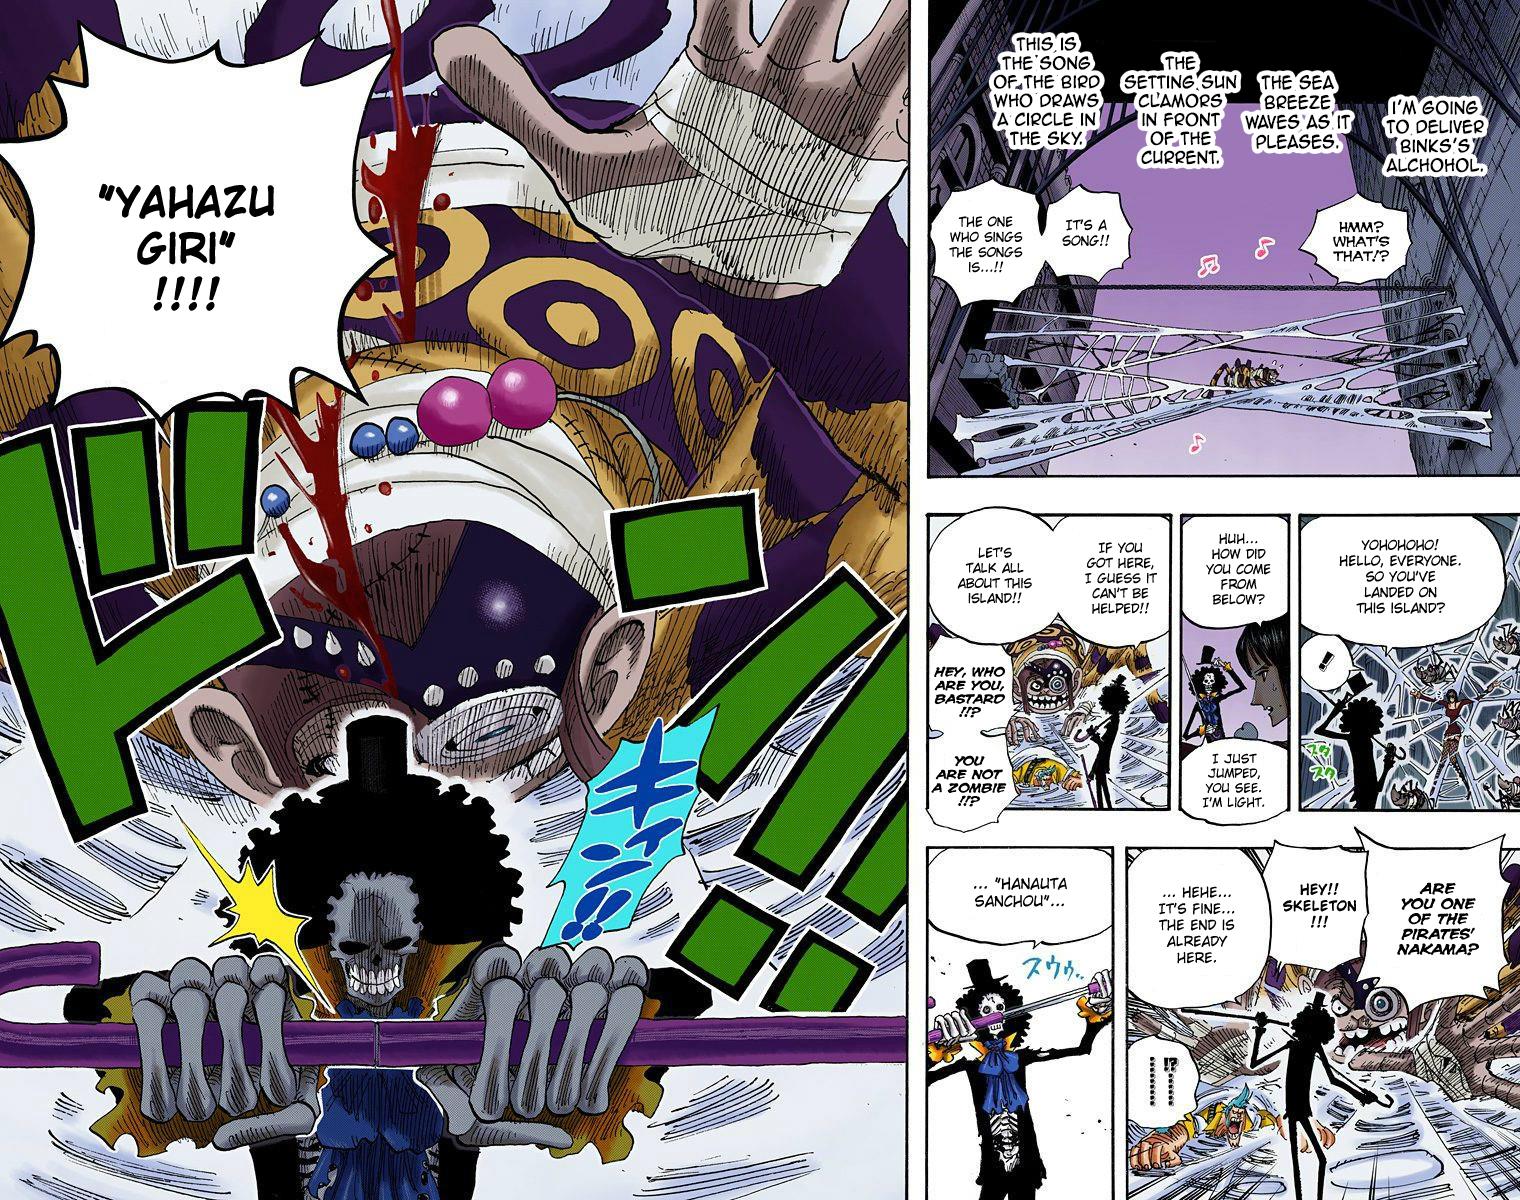 I'M GOING
TO DELIVER
BINKS'S
ALCHOHOL.
THE SEA
BREEZE
WAVES AS IT
PLEASES.
THE
SETTING SUN
CLAMORS
IN FRONT
OF THE
CURRENT.
THIS IS
THE SONG
OF THE BIRD
WHO DRAWS
A CIRCLE IN
THE SKY.
HMM?
WHAT'S
THAT!?
IT'S A
SONG!!
THE ONE
WHO SINGS
THE SONGS
IS...!!
YOHOHOHO!
HELLO, EVERYONE.
SO YOU'VE
LANDED ON
THIS ISLAND?
!!
スタ
スタ
HUH...
HOW DID
YOU COME
FROM
BELOW?
I JUST
JUMPED,
YOU SEE.
I'M LIGHT.
IF YOU
GOT HERE,
I GUESS IT
CAN'T BE
HELPED!!
LET'S
TALK ALL
ABOUT THIS
ISLAND!!
HEY, WHO
ARE YOU,
BASTARD
!!?
YOU
ARE NOT
A ZOMBIE
!!?
ARE
YOU ONE
OF THE
PIRATES'
NAKAMA?
HEY!!
SKELETON
!!!
... HEHE...
IT'S FINE...
THE END IS
ALREADY
HERE.
!?
... "HANAUTA
SANCHOU"...
スウゥ..
"YAHAZU
GIRI"
!!!!
キィン!!
ドン!!